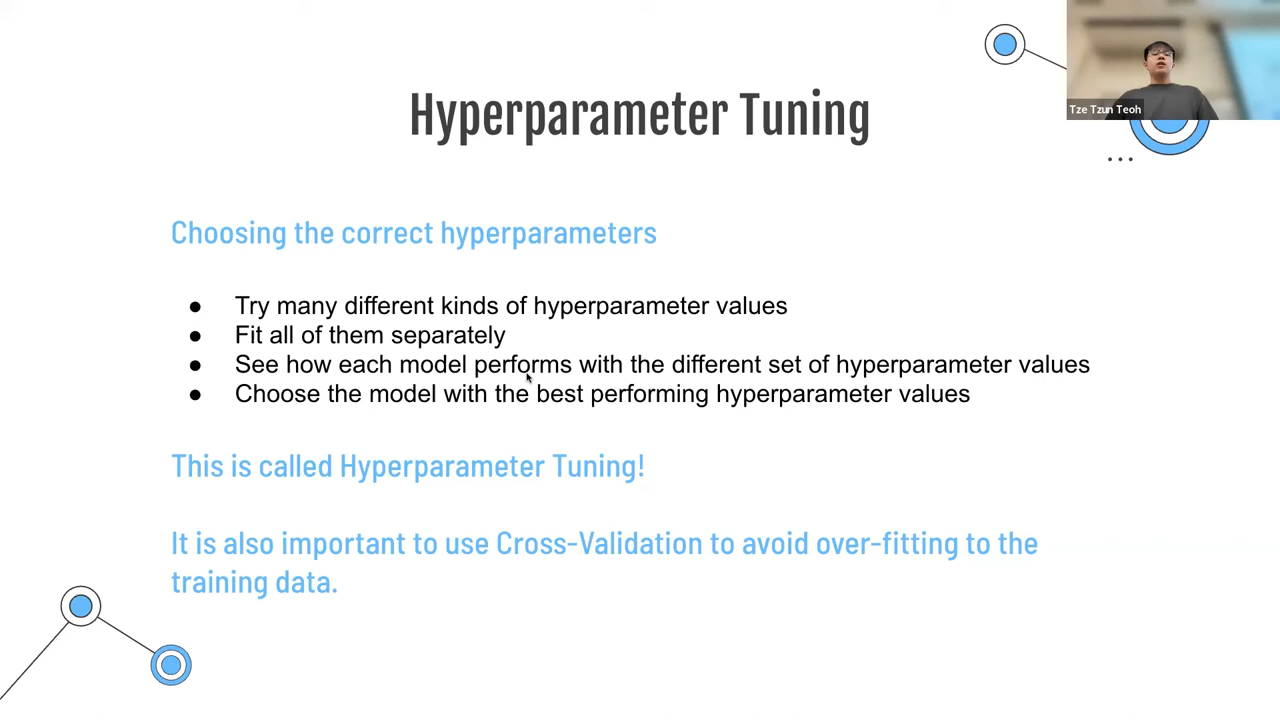 Hyperparameter Tuning
Tze Tzun Teoh
Choosing the correct hyperparameters
● Try many different kinds of hyperparameter values
● Fit all of them separately
● See how each model performs with the different set of hyperparameter values
● Choose the model with the best performing hyperparameter values
This is called Hyperparameter Tuning!
It is also important to use Cross-Validation to avoid over-fitting to the
training data.